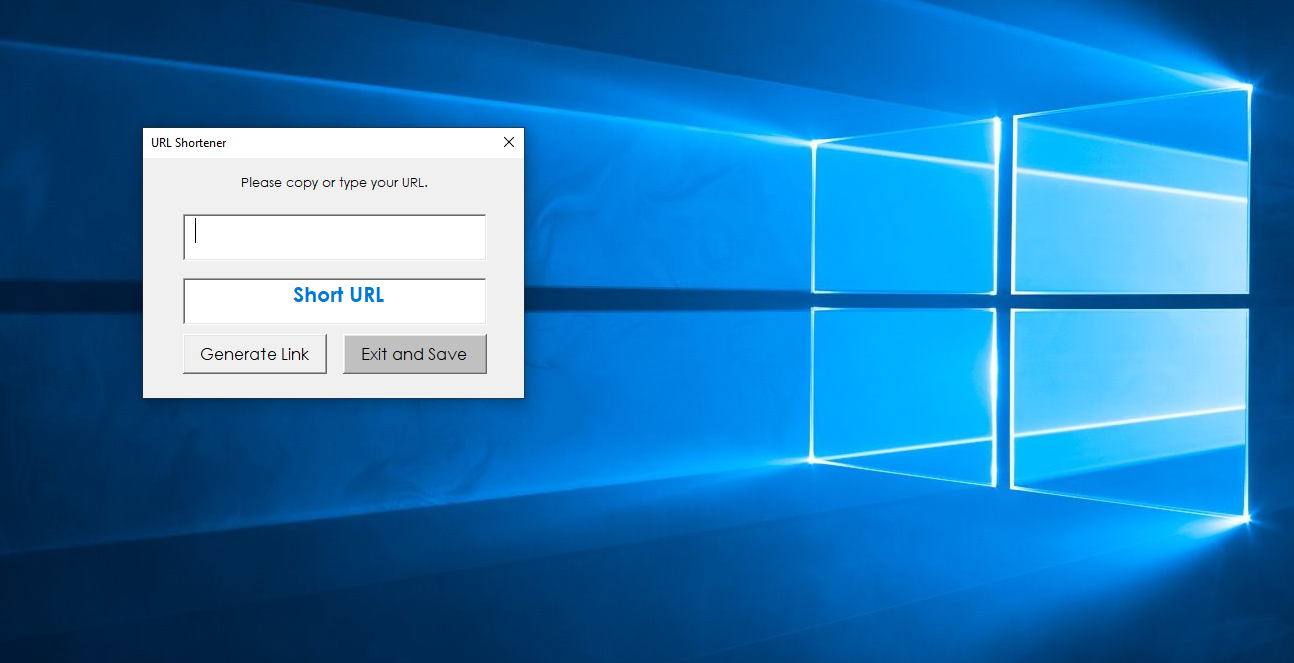 URL Shortener
Please copy or type your URL.
Short URL
Generate Link
Exit and Save